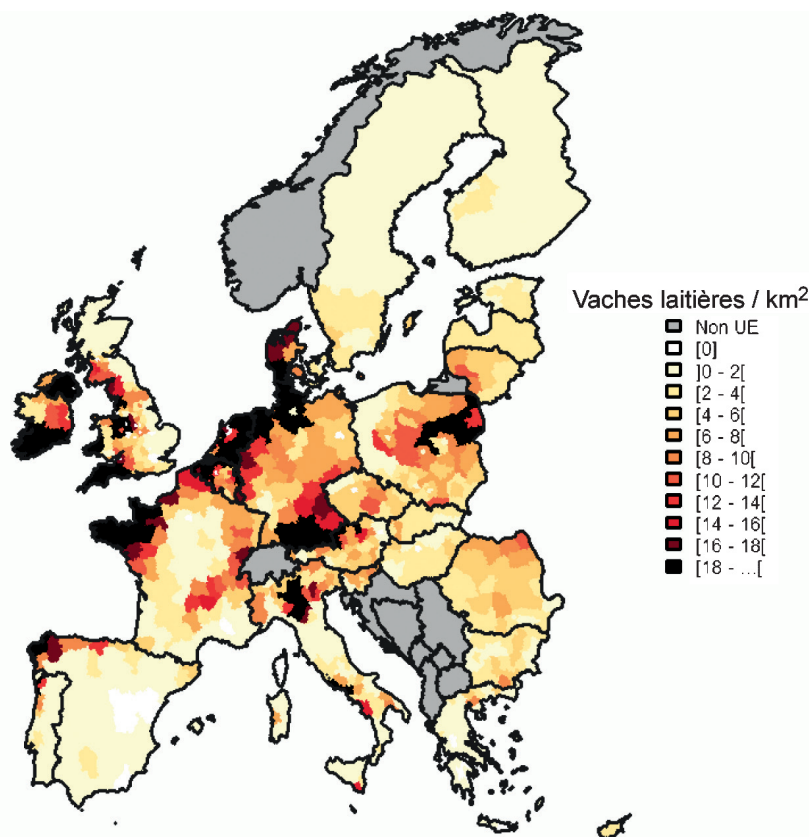 Vaches laitières / km²
Non UE
[0]
]0 - 2[
[2 - 4[
[4 - 6[
[6 - 8[
[8 - 10[
[10 - 12[
[12 - 14[
[14 - 16[
[16 - 18[
[18 - ...[